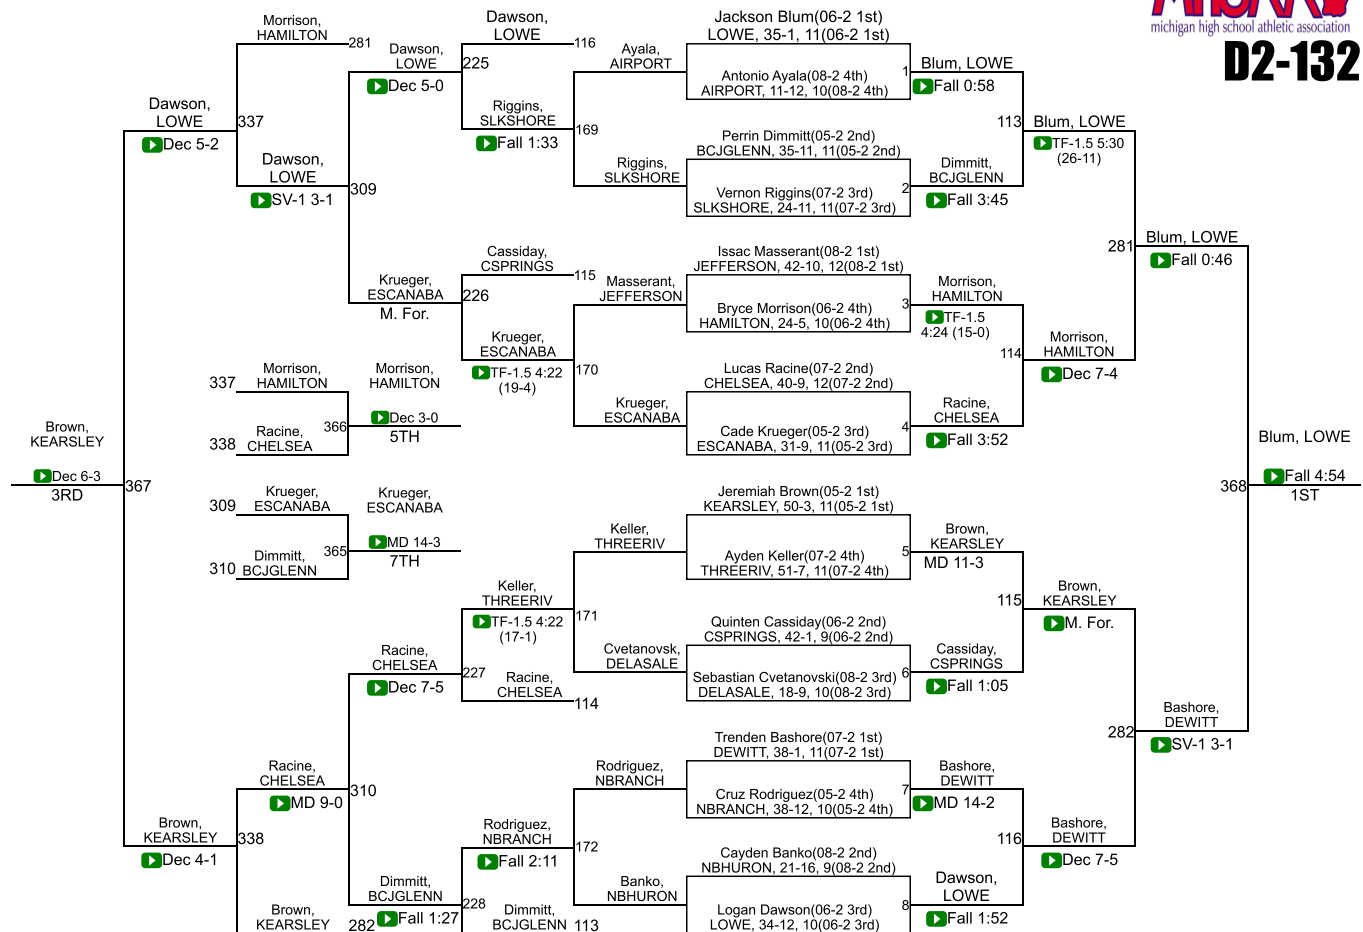 Morrison,
HAMILTON
281
Dawson,
LOWE
116
Jackson Blum(06-2 1st)
LOWE, 35-1, 11(06-2 1st)
michigan high school athletic association
D2-132
Dawson,
LOWE
225
Dec 5-0
Ayala,
AIRPORT
Antonio Ayala(08-2 4th)
AIRPORT, 11-12, 10(08-2 4th)
1
Blum, LOWE
Fall 0:58
Dawson,
LOWE
337
Dec 5-2
Riggins,
SLKSHORE
169
Fall 1:33
Perrin Dimmitt(05-2 2nd)
BCJGLENN, 35-11, 11(05-2 2nd)
113
Blum, LOWE
TF-1.5 5:30
(26-11)
Dawson,
LOWE
309
SV-1 3-1
Riggins,
SLKSHORE
Vernon Riggins(07-2 3rd)
SLKSHORE, 24-11, 11(07-2 3rd)
2
Dimmitt,
BCJGLENN
Fall 3:45
Cassiday,
CSPRINGS
115
Issac Masserant(08-2 1st)
JEFFERSON, 42-10, 12(08-2 1st)
281
Blum, LOWE
Fall 0:46
Krueger,
ESCANABA
226
M. For.
Masserant,
JEFFERSON
Bryce Morrison(06-2 4th)
HAMILTON, 24-5, 10(06-2 4th)
3
Morrison,
HAMILTON
TF-1.5
4:24 (15-0)
Krueger,
ESCANABA
TF-1.5 4:22
(19-4)
170
114
Morrison,
HAMILTON
Dec 7-4
337
Morrison,
HAMILTON
Morrison,
HAMILTON
Lucas Racine(07-2 2nd)
CHELSEA, 40-9, 12(07-2 2nd)
366
Dec 3-0
5TH
338
Racine,
CHELSEA
Krueger,
ESCANABA
Cade Krueger(05-2 3rd)
ESCANABA, 31-9, 11(05-2 3rd)
4
Racine,
CHELSEA
Fall 3:52
Brown,
KEARSLEY
Dec 6-3
3RD
367
Blum, LOWE
368
Fall 4:54
1ST
309
Krueger,
ESCANABA
Krueger,
ESCANABA
Jeremiah Brown(05-2 1st)
KEARSLEY, 50-3, 11(05-2 1st)
365
MD 14-3
7TH
310
Dimmitt,
BCJGLENN
Keller,
THREERIV
Ayden Keller(07-2 4th)
THREERIV, 51-7, 11(07-2 4th)
5
Brown,
KEARSLEY
MD 11-3
Keller,
THREERIV
TF-1.5 4:22
(17-1)
171
115
Brown,
KEARSLEY
M. For.
Quinten Cassiday(06-2 2nd)
CSPRINGS, 42-1, 9(06-2 2nd)
Racine,
CHELSEA
227
Dec 7-5
Cvetanovsk,
DELASALE
Sebastian Cvetanovski(08-2 3rd)
DELASALE, 18-9, 10(08-2 3rd)
6
Cassiday,
CSPRINGS
Fall 1:05
Racine,
CHELSEA
114
282
Bashore,
DEWITT
SV-1 3-1
Trenden Bashore(07-2 1st)
DEWITT, 38-1, 11(07-2 1st)
Racine,
CHELSEA
310
MD 9-0
Rodriguez,
NBRANCH
Cruz Rodriguez(05-2 4th)
NBRANCH, 38-12, 10(05-2 4th)
7
Bashore,
DEWITT
MD 14-2
Brown,
KEARSLEY
338
Dec 4-1
Rodriguez,
NBRANCH
172
Fall 2:11
116
Bashore,
DEWITT
Dec 7-5
Cayden Banko(08-2 2nd)
NBHURON, 21-16, 9(08-2 2nd)
Dimmitt,
BCJGLENN
228
Fall 1:27
Banko,
NBHURON
Logan Dawson(06-2 3rd)
LOWE, 34-12, 10(06-2 3rd)
8
Dawson,
LOWE
Fall 1:52
Brown,
KEARSLEY
282
Dimmitt,
BCJGLENN
113